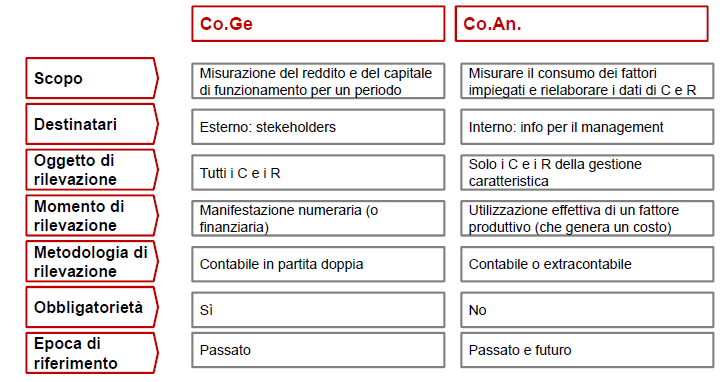 Co.Ge
Co.An.
Scopo
Misurazione del reddito e del capitale
di funzionamento per un periodo
Misurare il consumo dei fattori
impiegati e rielaborare i dati di C e R
Destinatari
Esterno: stekeholders
Interno: info per il management
Oggetto di
rilevazione
Tutti i C e i R
Solo i C e i R della gestione
caratteristica
Momento di
rilevazione
Manifestazione numeraria (o
finanziaria)
Utilizzazione effettiva di un fattore
produttivo (che genera un costo)
Metodologia di
rilevazione
Contabile in partita doppia
Contabile o extracontabile
Obbligatorietà
Sì
No
Epoca di
riferimento
Passato
Passato e futuro